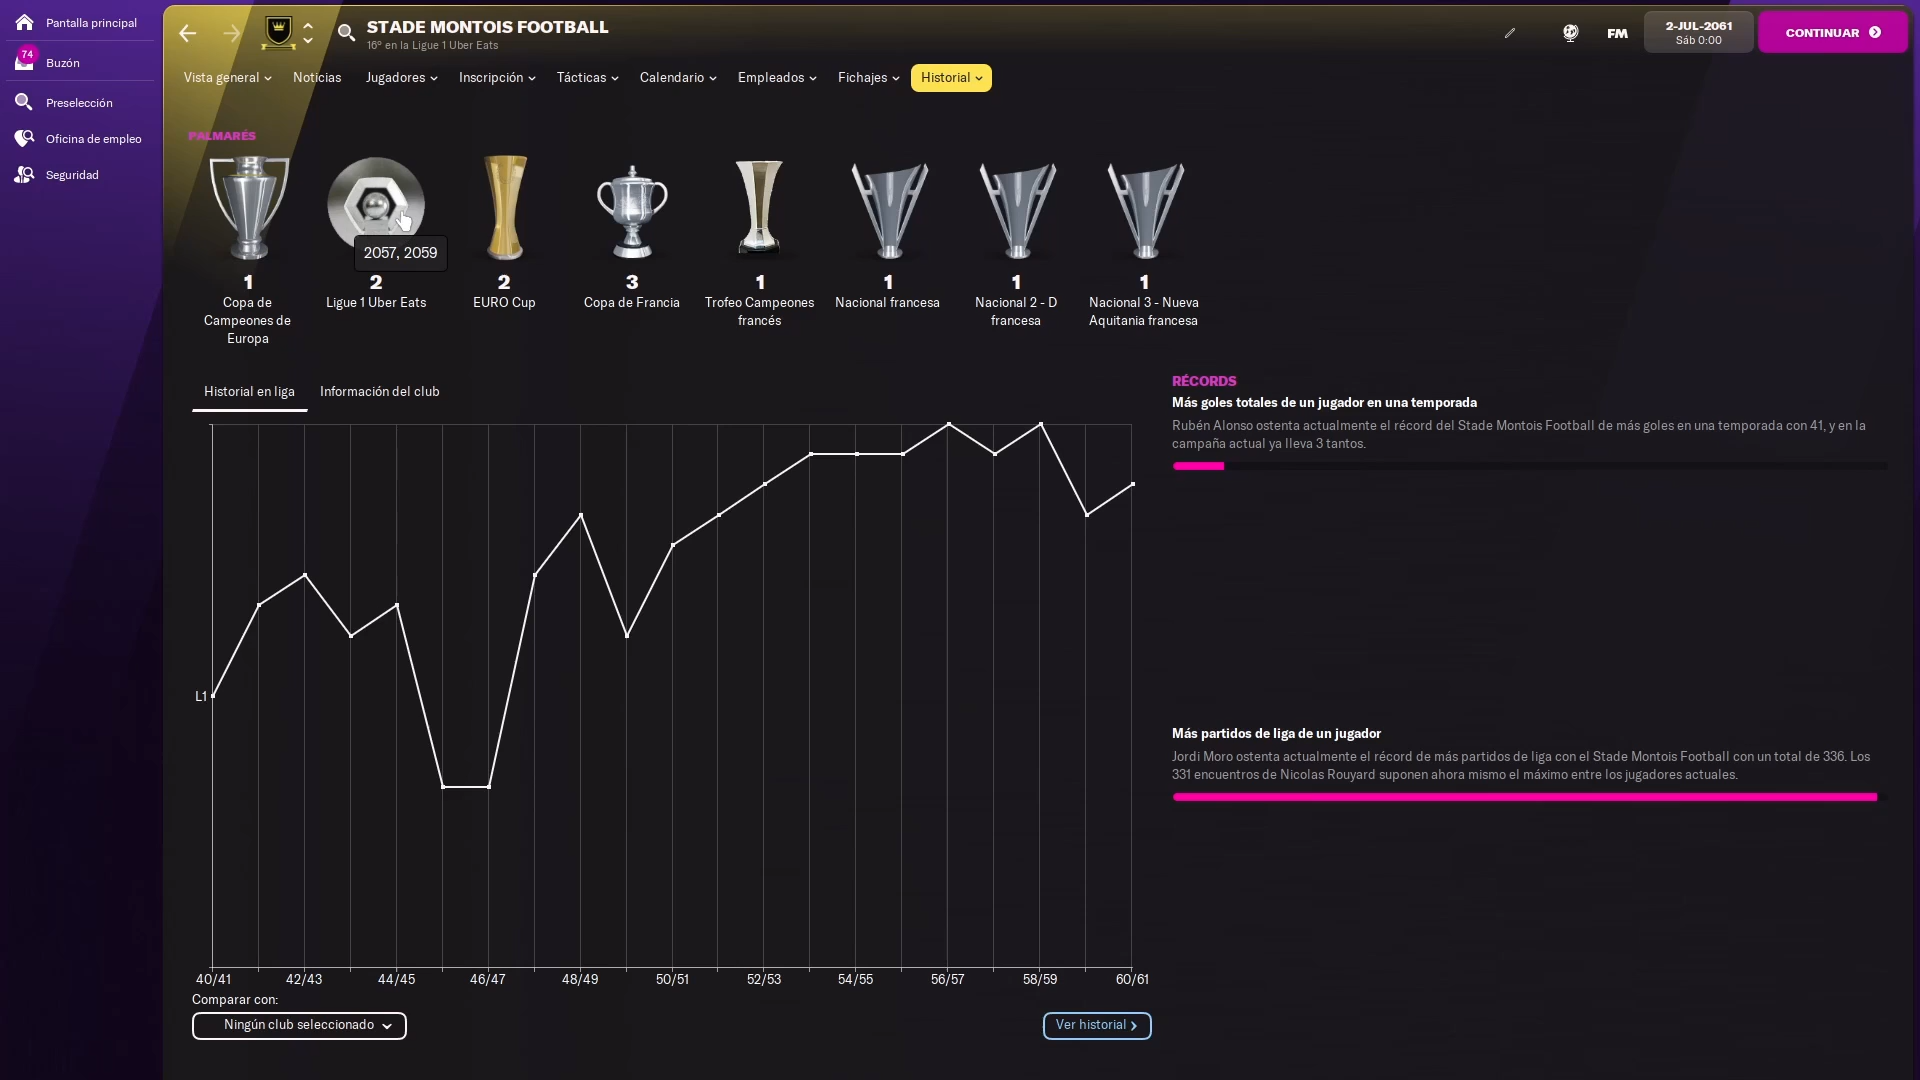 Pantalla principal
74
Buzón
Preselección
Oficina de empleo
Seguridad
STADE MONTOIS FOOTBALL
16º en la Ligue 1 Uber Eats
FM
2-JUL-2061
Sáb 0:00
CONTINUAR
Vista general
Noticias
Jugadores
Inscripción
Tácticas
Calendario
Empleados
Fichajes
Historial
PALMARÉS
2057, 2059
1
Copa de
Campeones de
Europa
2
Ligue 1 Uber Eats
2
EURO Cup
3
Copa de Francia
1
Trofeo Campeones
francés
1
Nacional francesa
1
Nacional 2 - D
francesa
1
Nacional 3 - Nueva
Aquitania francesa
Historial en liga
Información del club
L1
40/41
42/43
44/45
46/47
48/49
50/51
52/53
54/55
56/57
58/59
60/61
Comparar con:
Ningún club seleccionado
Ver historial
RÉCORDS
Más goles totales de un jugador en una temporada
Rubén Alonso ostenta actualmente el récord del Stade Montois Football de más goles en una temporada con 41, y en la
campaña actual ya lleva 3 tantos.
Más partidos de liga de un jugador
Jordi Moro ostenta actualmente el récord de más partidos de liga con el Stade Montois Football con un total de 336. Los
331 encuentros de Nicolas Rouyard suponen ahora mismo el máximo entre los jugadores actuales.